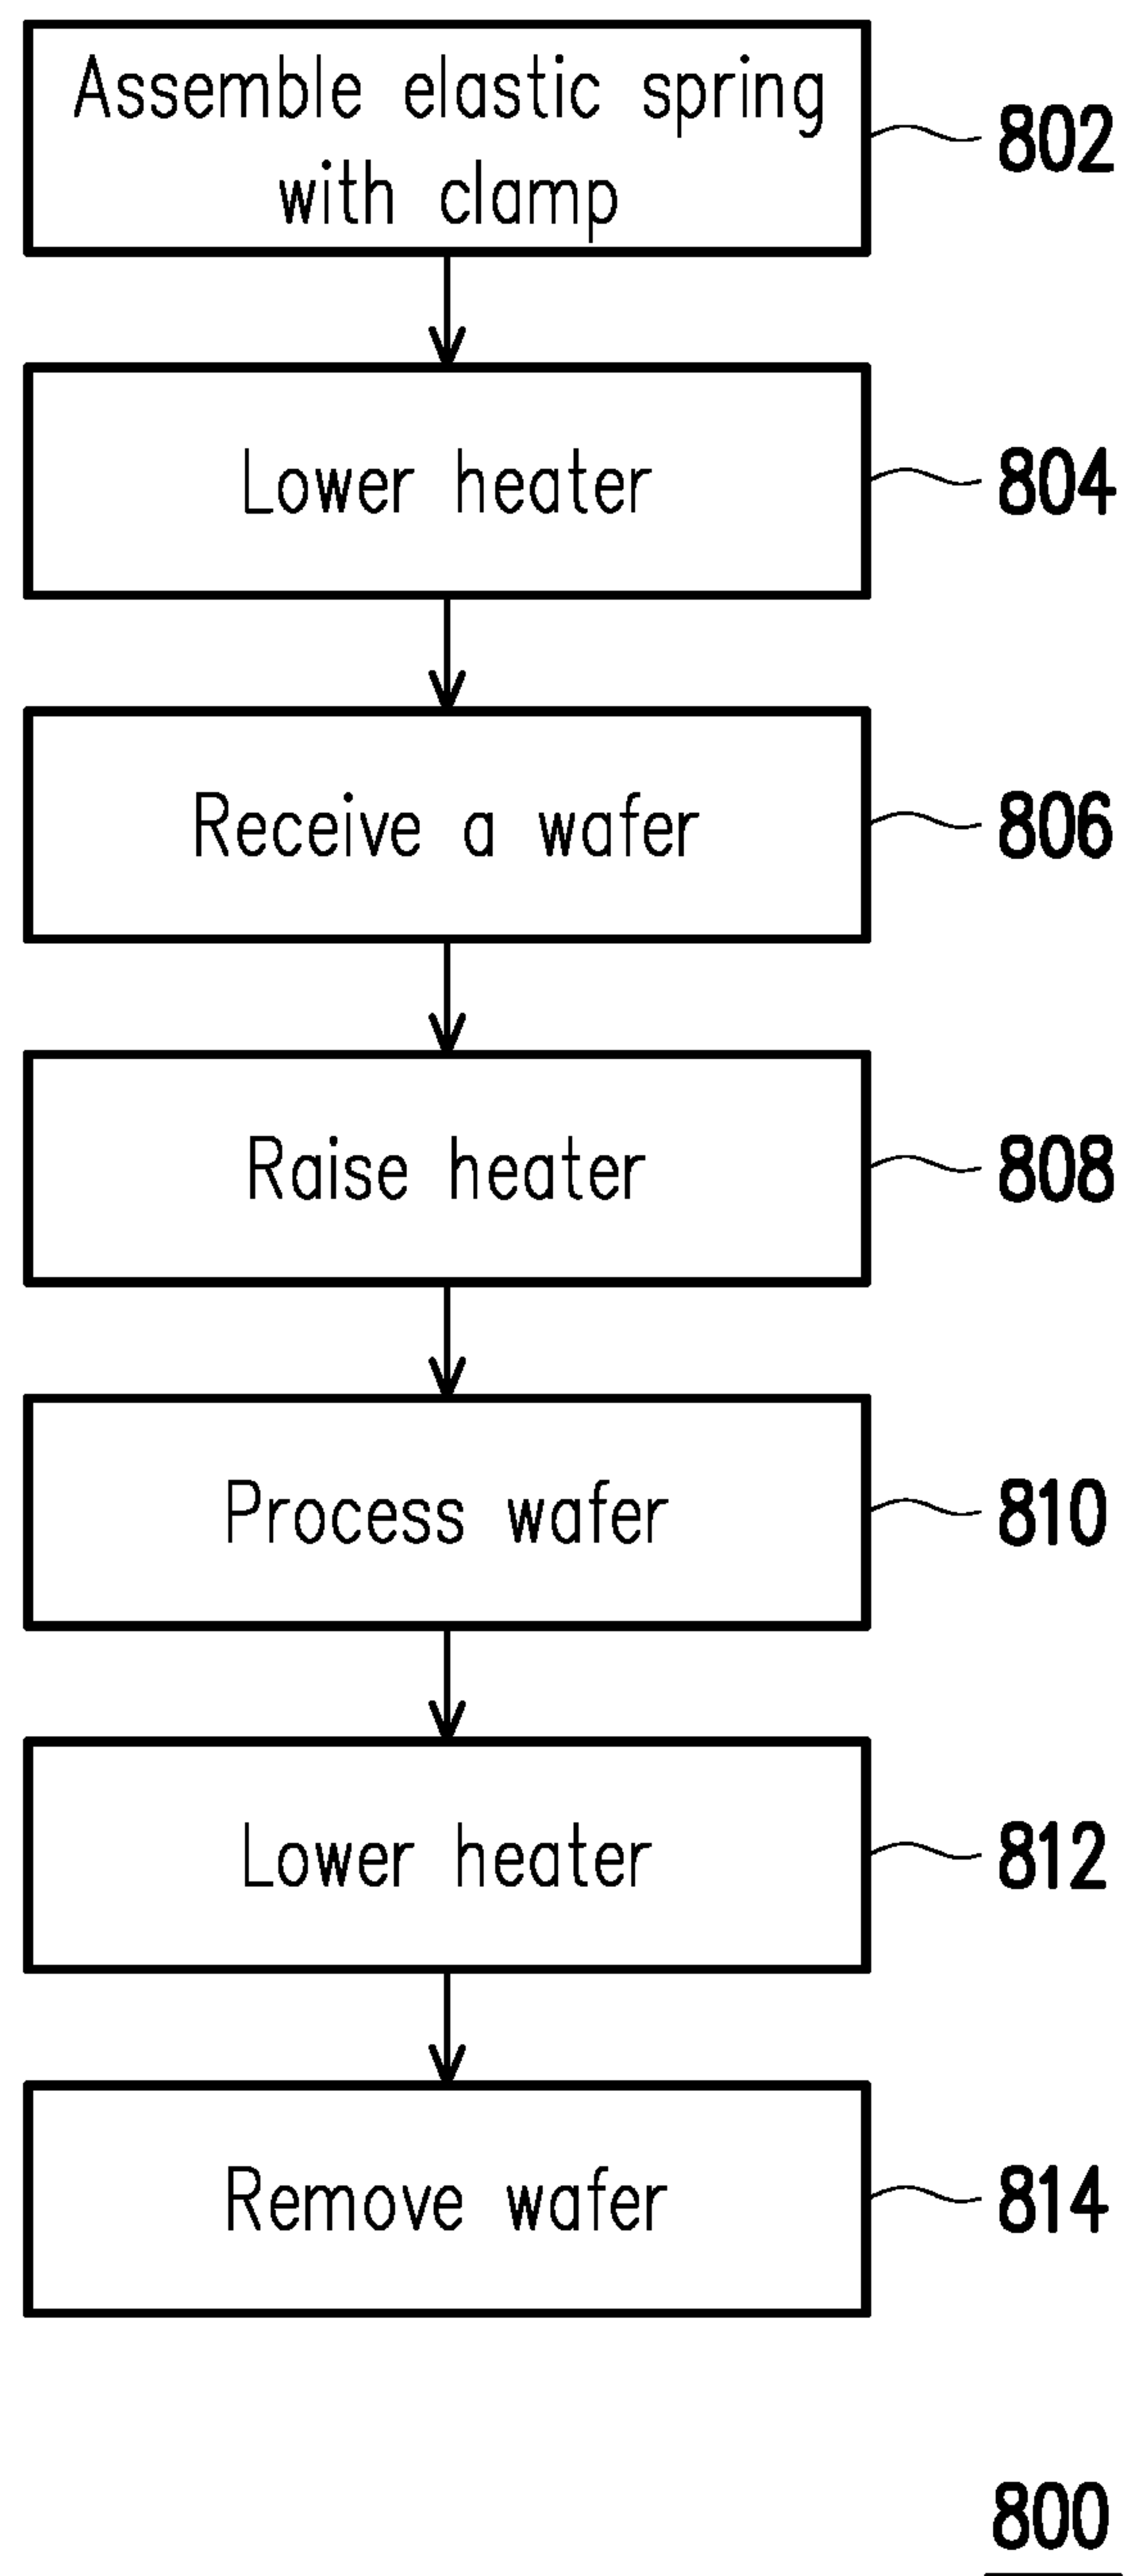 Assemble elastic spring
with clamp
802
Lower heater
804
Receive a wafer
806
Raise heater
808
Process wafer
810
Lower heater
812
Remove wafer
814
800